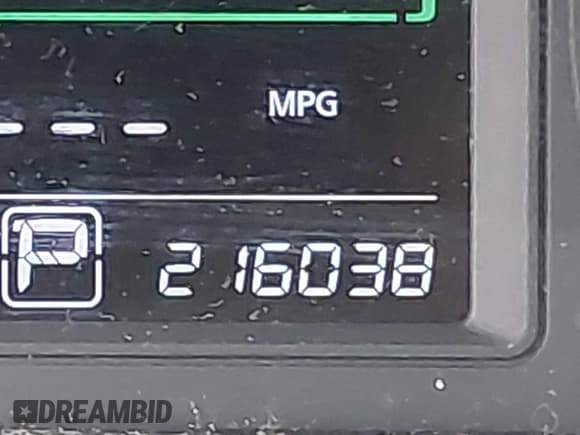 MPG
- - -
P 216038
DREAMBID